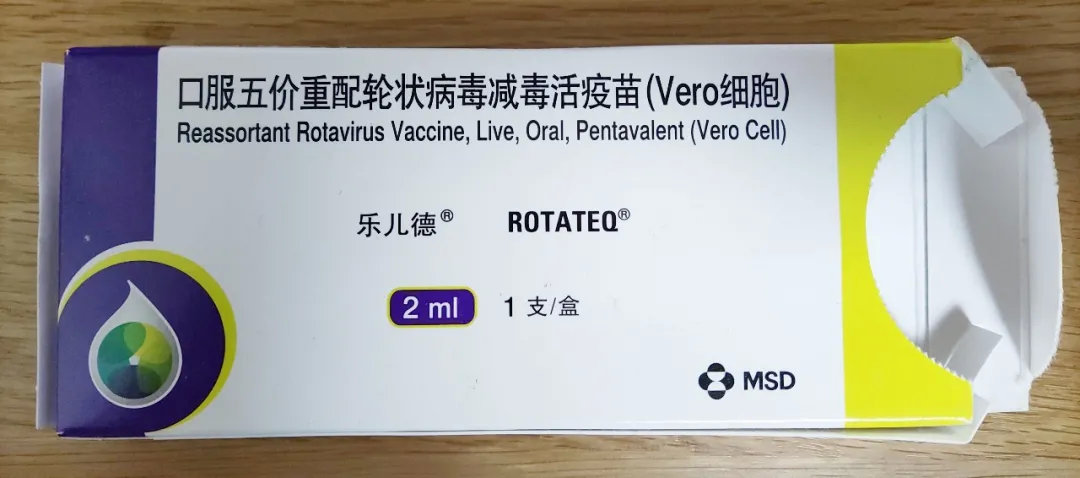 口服五价重配轮状病毒减毒活疫苗(Vero细胞)
Reassortant Rotavirus Vaccine, Live, Oral, Pentavalent (Vero Cell)
乐儿德® ROTATEQ®
2 ml 1 支/盒
MSD